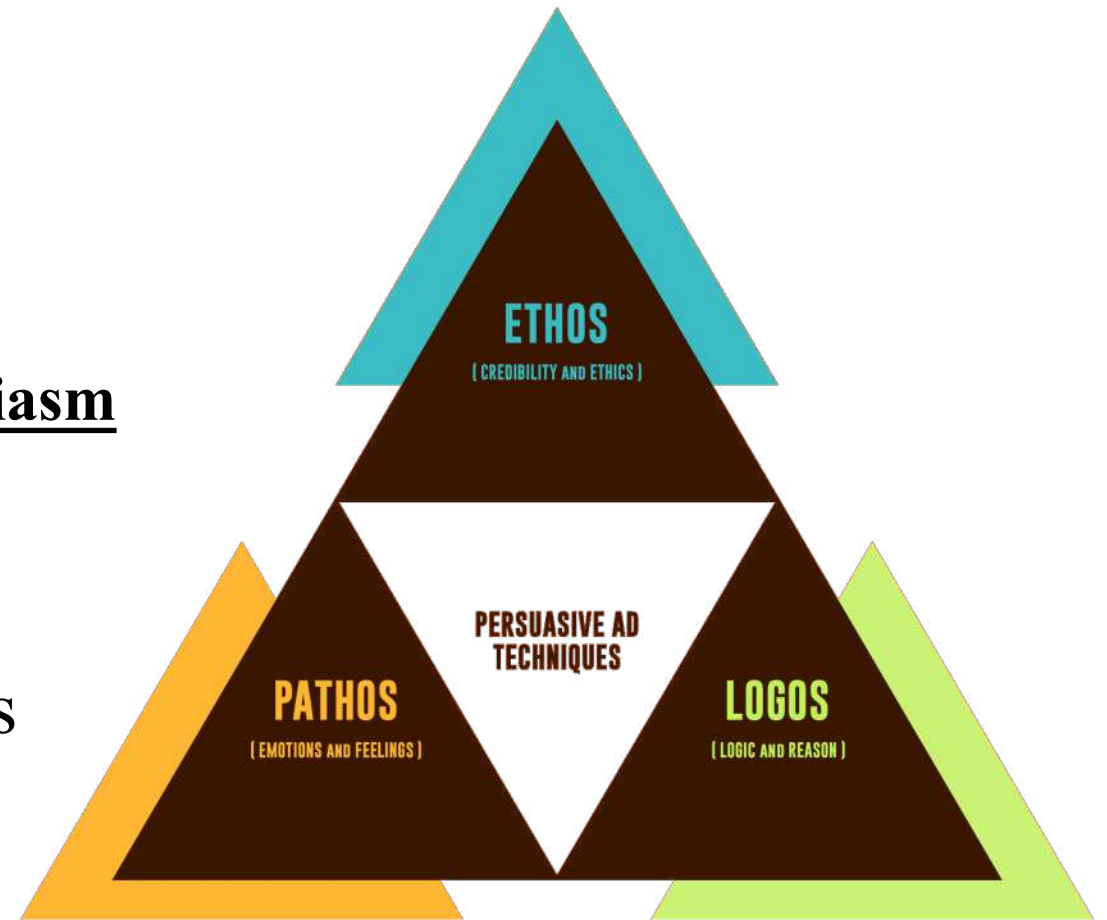 ETHOS
( CREDIBILITY AND ETHICS )
iasm
PERSUASIVE AD
TECHNIQUES
PATHOS
( EMOTIONS AND FEELINGS )
LOGOS
( LOGIC AND REASON )
s